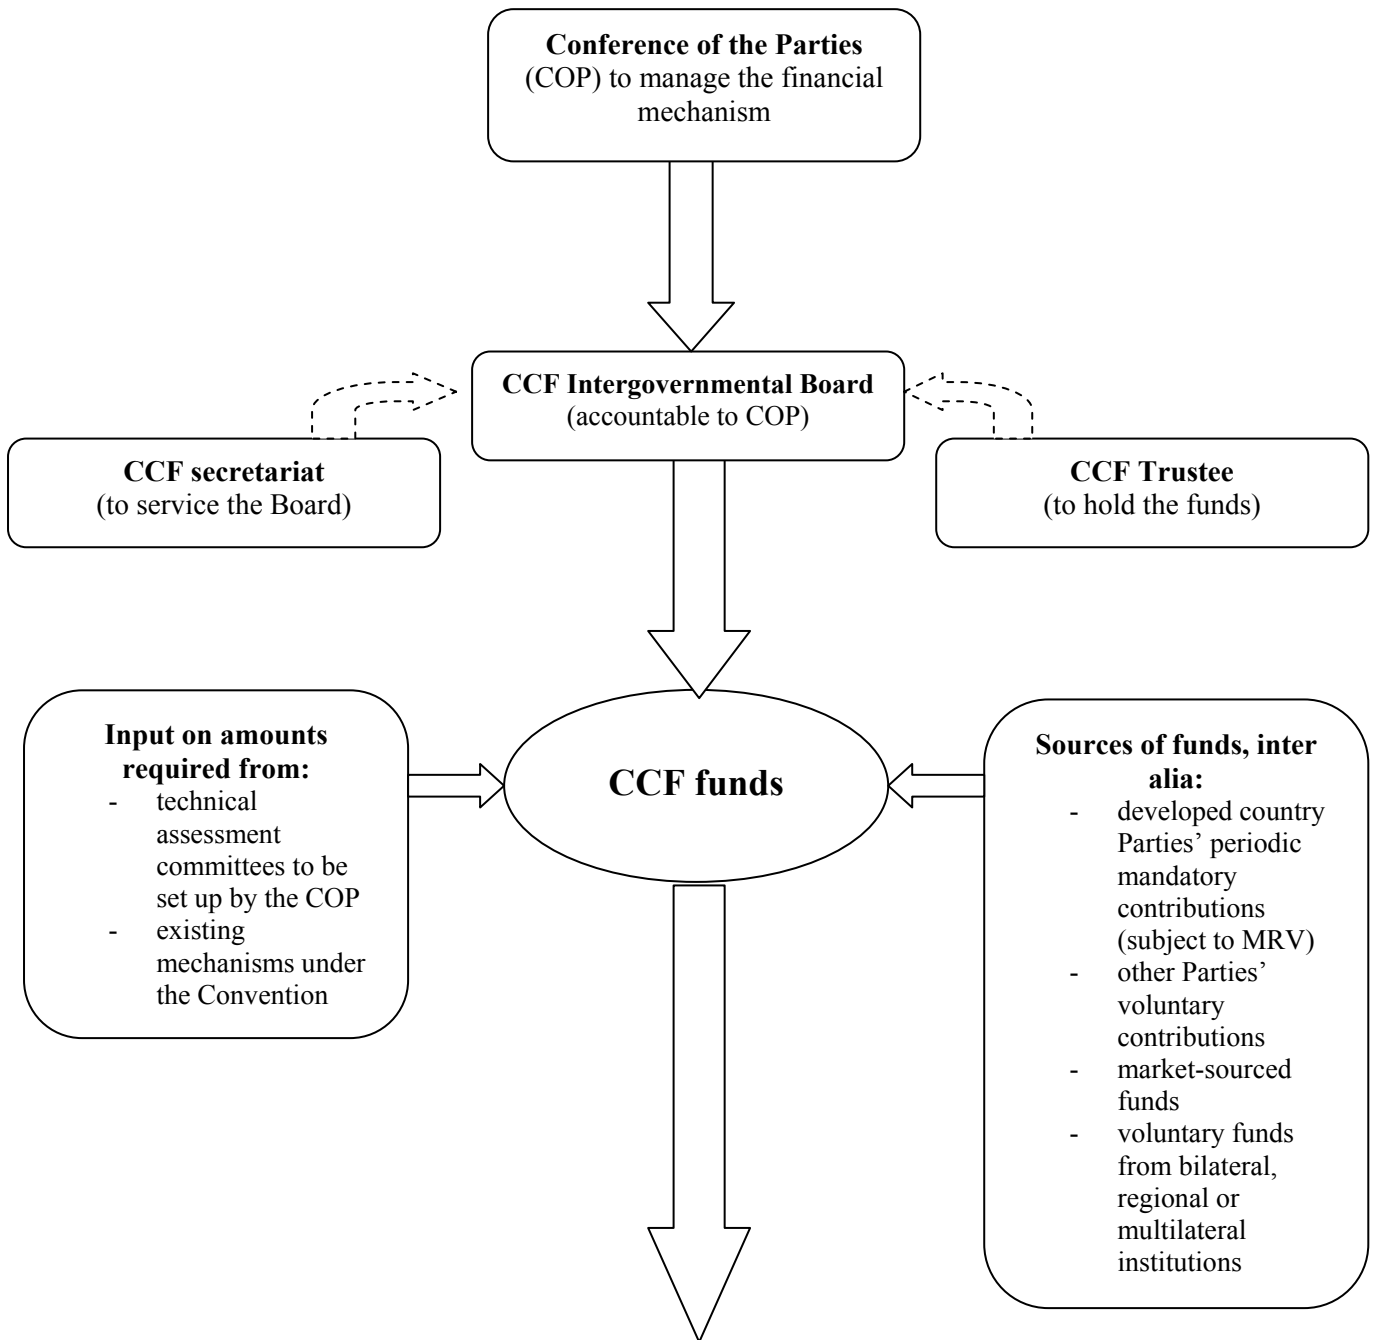 Conference of the Parties
(COP) to manage the financial
mechanism
CCF Intergovernmental Board
(accountable to COP)
CCF secretariat
(to service the Board)
CCF Trustee
(to hold the funds)
Input on amounts
required from:
- technical
assessment
committees to be
set up by the COP
- existing
mechanisms under
the Convention
CCF funds
Sources of funds, inter
alia:
- developed country
Parties’ periodic
mandatory
contributions
(subject to MRV)
- other Parties’
voluntary
contributions
- market-sourced
funds
- voluntary funds
from bilateral,
regional or
multilateral
institutions